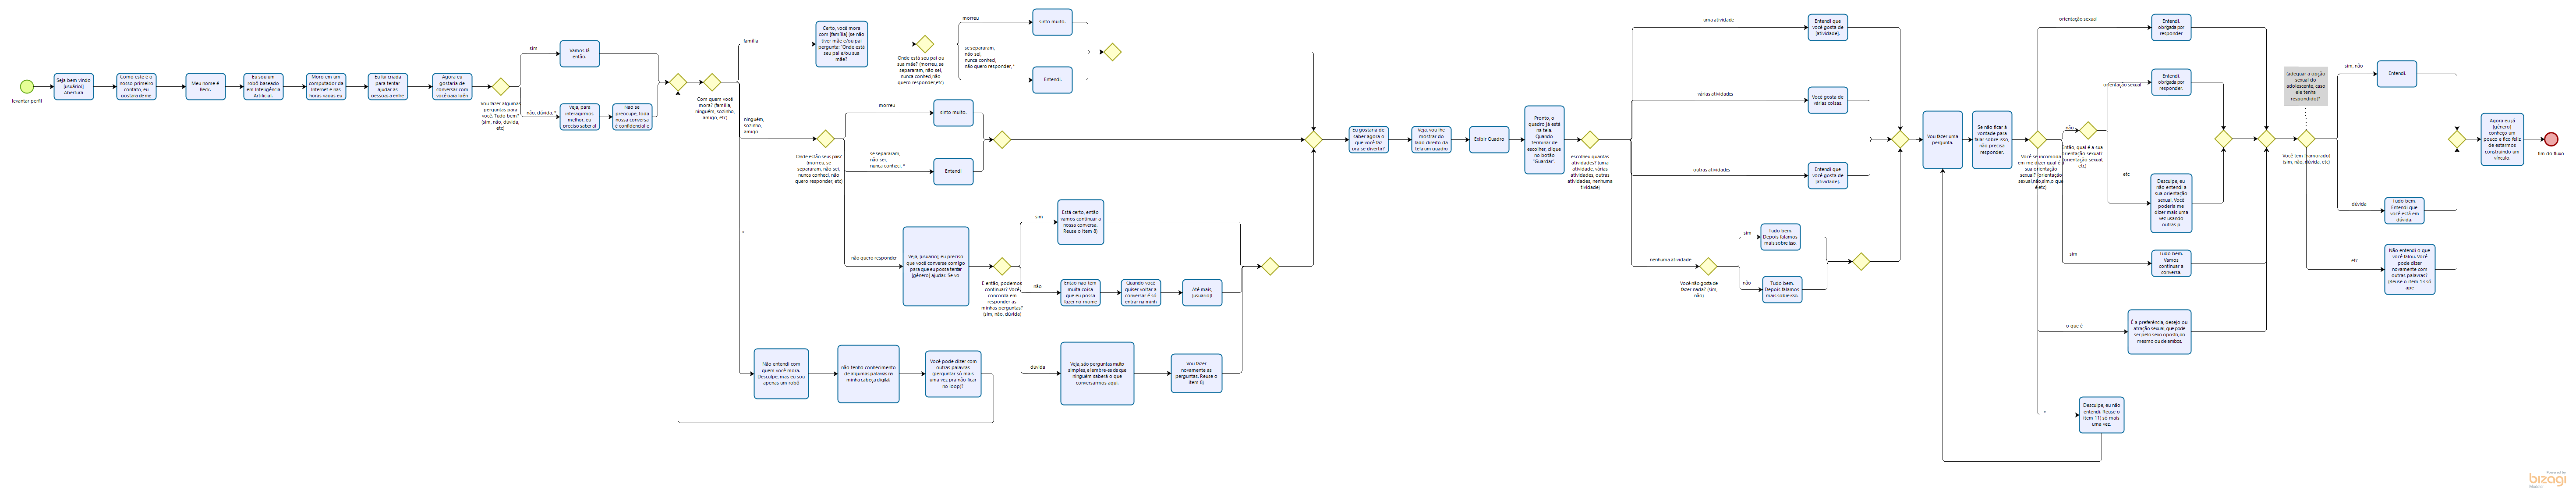 levantar perfil
Seja bem vindo
[usuário]
Abertura
Como este é o
nosso primeiro
contato, eu
gostaria de me
Meu nome é
Beck.
Eu sou um
robô baseado
em Inteligência
Artificial.
Moro em um
computador da
Internet e nas
horas vagas eu
Eu fui criada
para tentar
ajudar as
pessoas a enfre
Agora eu
gostaria de
conversar com
você para
Vou fazer algumas
perguntas para
você. Tudo bem?
(sim, não, dúvida,
etc)
sim
Vamos lá
então.
não, dúvida, *
Veja, para
interagirmos
melhor, eu
preciso saber al
Não se
preocupe, toda
nossa conversa
é confidencial e
Com quem você
mora? (família,
ninguém, sozinho,
amigo, etc)
família
Certo, você mora
com [família] (se não
tiver mãe e/ou pai
pergunta: "Onde está
seu pai e/ou sua
mãe?
Onde está seu pai ou
sua mãe? (morreu, se
separaram, não sei,
nunca conheci,não
quero responder,etc)
morreu
sinto muito.
se separaram,
não sei,
nunca conheci,
não quero responder, *
Entendi.
ninguém,
sozinho,
amigo
Onde estão seus pais?
(morreu, se
separaram, não sei,
nunca conheci, não
quero responder, etc)
morreu
sinto muito.
se separaram,
não sei,
nunca conheci, *
Entendi
não quero responder
Veja, [usuario], eu preciso
que você converse comigo
para que eu possa tentar
[gênero] ajudar. Se vo
E então, podemos
continuar? Você
concorda em
responder as
minhas perguntas?
(sim, não, dúvida)
sim
Está certo, então
vamos continuar a
nossa conversa.
Reuse o item 8)
não
Então não tem
muita coisa
que eu possa
fazer no mome
Quando você
quiser voltar a
conversar é só
entrar na minh
Até mais,
[usuario]!
dúvida
Veja, são perguntas muito
simples, e lembre-se de que
ninguém saberá o que
conversarmos aqui.
Vou fazer
novamente as
perguntas. Reuse o
item 8)
*
Não entendi com
quem você mora.
Desculpe, mas eu sou
apenas um robô
não tenho conhecimento
de algumas palavras na
minha cabeça digital.
Você pode dizer com
outras palavras
(perguntar só mais
uma vez pra não ficar
no loop)?
Eu gostaria de
saber agora o
que você faz
pra se divertir?
Veja, vou lhe
mostrar do
lado direito da
tela um quadro
Exibir Quadro
Pronto, o
quadro já está
na tela.
Quando
terminar de
escolher, clique
no botão
"Guardar".
escolheu quantas
atividades? (uma
atividade, várias
atividades, outras
atividades, nenhuma
tividade)
uma atividade
Entendi que
você gosta de
[atividade].
várias atividades
Você gosta de
várias coisas.
outras atividades
Entendi que
você gosta de
[atividade].
nenhuma atividade
Você não gosta de
fazer nada? (sim,
não)
sim
Tudo bem.
Depois falamos
mais sobre isso.
não
Tudo bem.
Depois falamos
mais sobre isso
Vou fazer uma
pergunta.
Se não ficar à
vontade para
falar sobre isso,
não precisa
responder.
Você se incomoda
em me dizer qual é a
sua orientação
sexual? (orientação
sexual,não,sim,o que
é,etc)
orientação sexual
Entendi.
obrigada por
responder
não
Então, qual é a sua
orientação sexual?
(orientação sexual,
etc)
orientação sexual
Entendi.
obrigada por
responder.
etc
Desculpe, eu
não entendi a
sua orientação
sexual. Você
poderia me
dizer mais uma
vez usando
outras p
sim
Tudo bem.
Vamos
continuar a
conversa.
o que é
É a preferência, desejo ou
atração sexual, que pode
ser pelo sexo oposto, do
mesmo ou de ambos.
*
Desculpe, eu não
entendi. Reuse o
item 11) só mais
uma vez.
(adequar a opção
sexual do
adolescente, caso
ele tenha
respondido)?
Você tem [namorado]
(sim, não, dúvida, etc)
sim, não
Entendi.
dúvida
Tudo bem.
Entendi que
você está em
dúvida.
etc
Não entendi o que
você falou. Você
pode dizer
novamente com
outras palavras?
(Reuse o item 13 só
ape
Agora eu já
[gênero]
conheço um
pouco e fico feliz
de estarmos
construindo um
vínculo.
fim do fluxo
Powered by
bizagi
Modeler